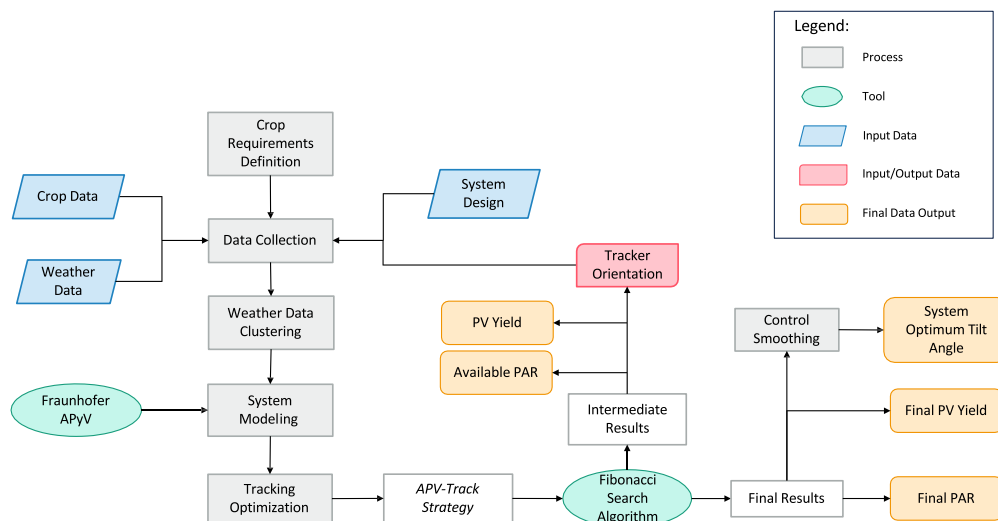 Legend:
Process
Tool
Input Data
Input/Output Data
Final Data Output
Crop
Requirements
Definition
Crop Data
System
Design
Data Collection
Weather
Data
Tracker
Orientation
Weather Data
Clustering
PV Yield
Control
Smoothing
System
Optimum Tilt
Angle
Available PAR
Fraunhofer
APyV
System
Modeling
Intermediate
Results
Final PV Yield
Tracking
Optimization
APV-Track
Strategy
Fibonacci
Search
Algorithm
Final Results
Final PAR